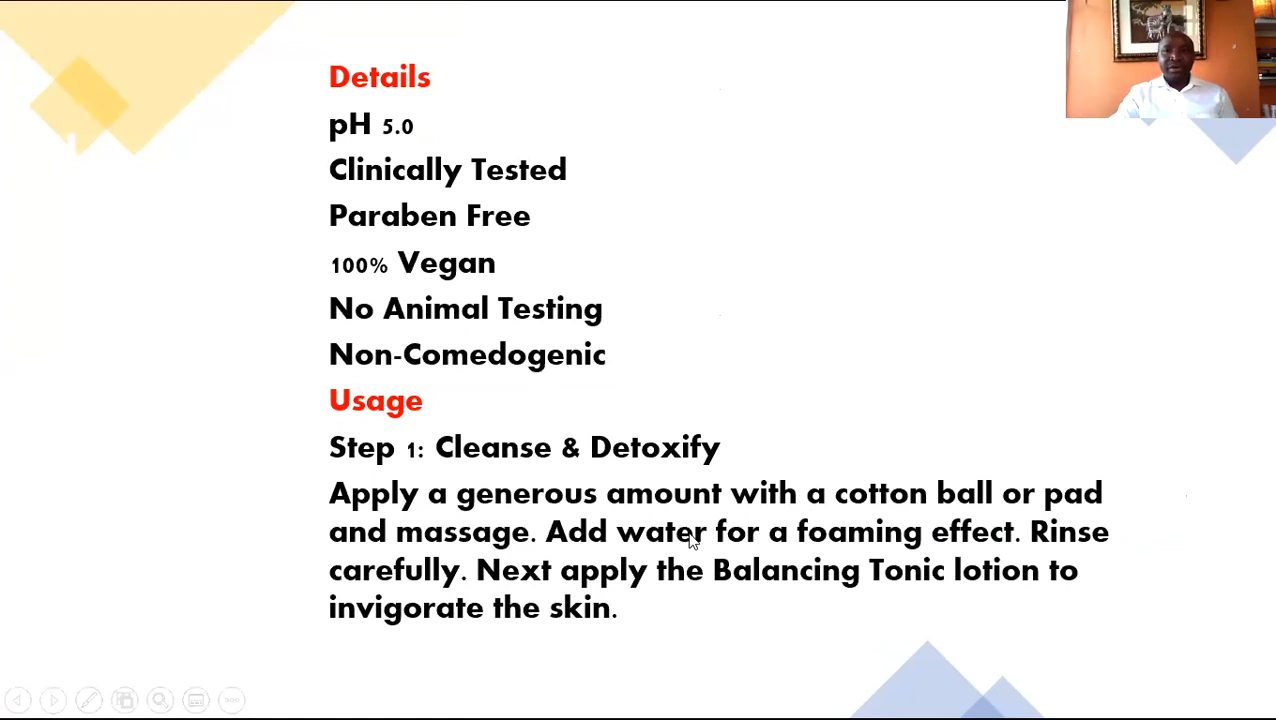 Details
pH 5.0
Clinically Tested
Paraben Free
100% Vegan
No Animal Testing
Non-Comedogenic
Usage
Step 1: Cleanse & Detoxify
Apply a generous amount with a cotton ball or pad
and massage. Add water for a foaming effect. Rinse
carefully. Next apply the Balancing Tonic lotion to
invigorate the skin.